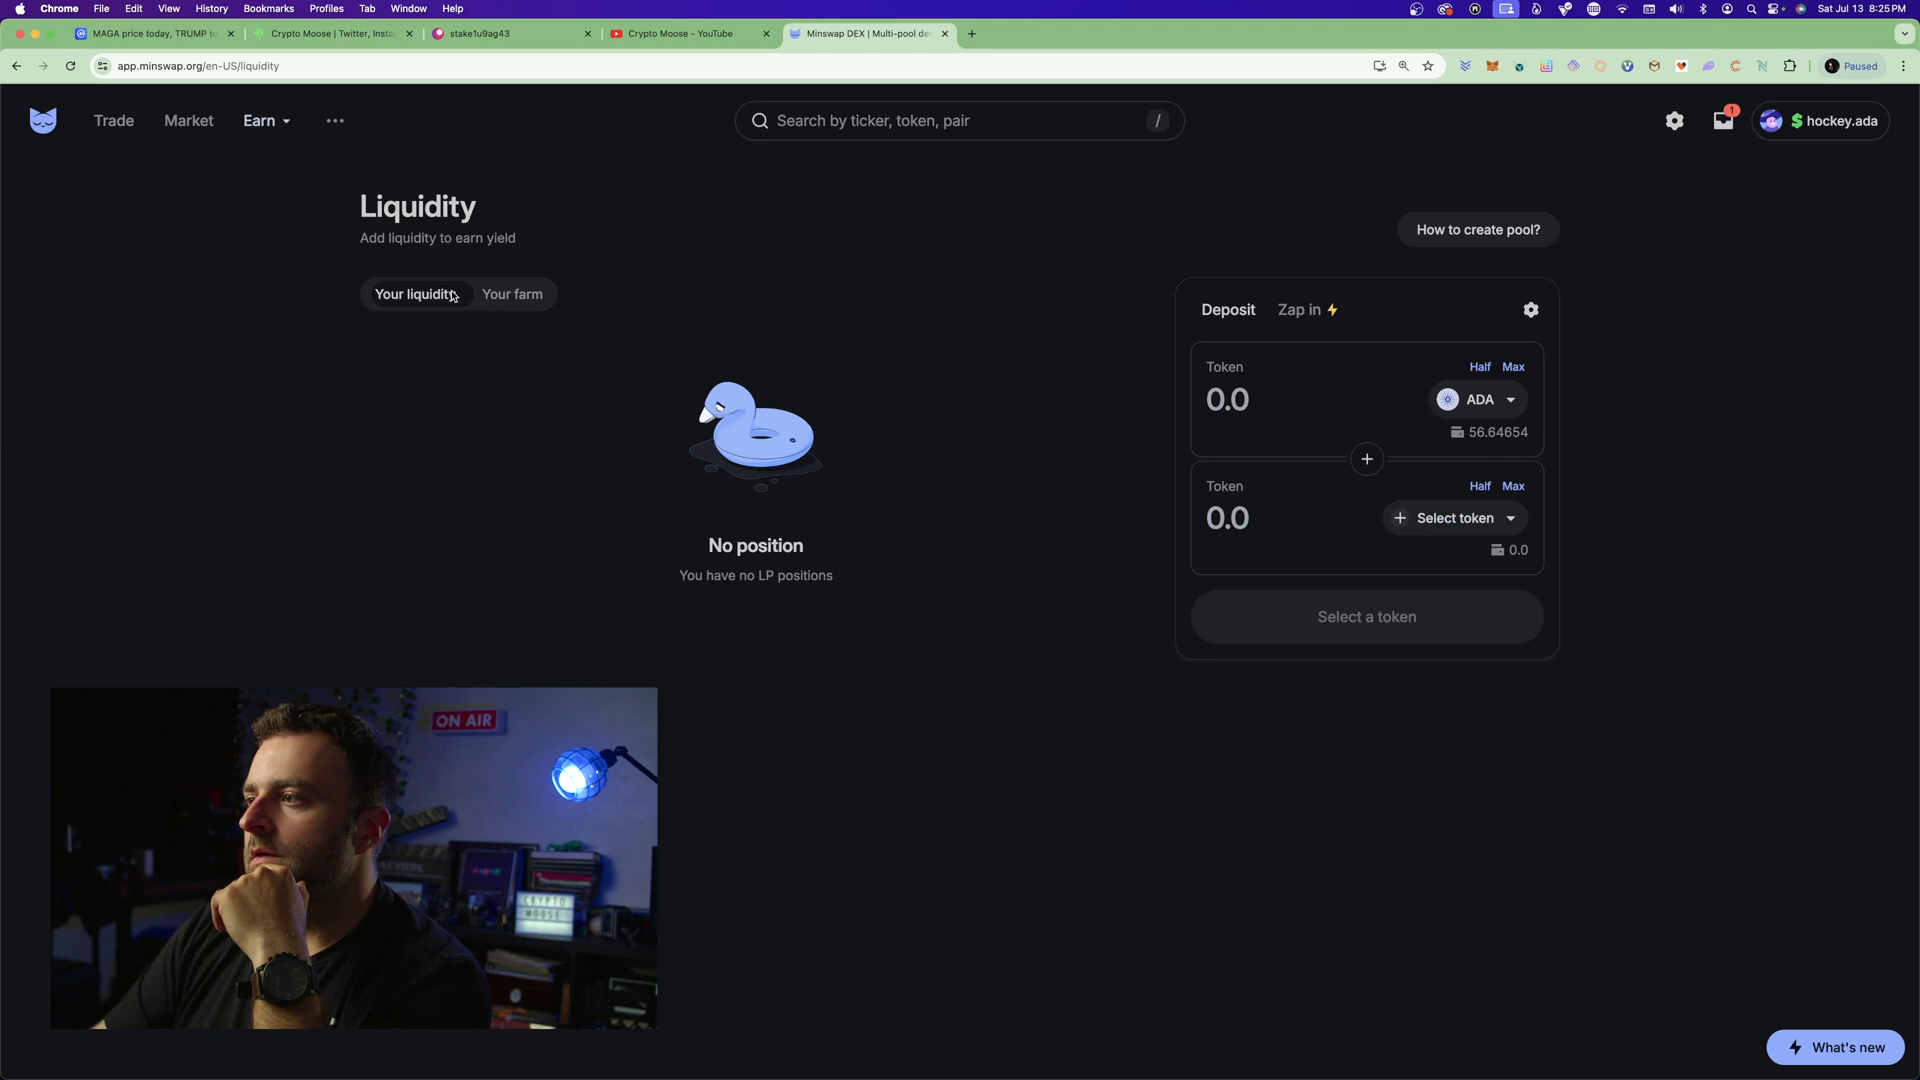 Chrome File Edit View History Bookmarks Profiles Tab Window Help Sat Jul 13 8:25 PM
MAGA price today, TRUMP to Crypto Moose | Twitter, Insta stake1u9ag43 Crypto Moose - YouTube Minswap DEX | Multi-pool de
app.minswap.org/en-US/liquidity Paused
Trade Market Earn Search by ticker, token, pair / 1 $ hockey.ada
Liquidity
Add liquidity to earn yield
How to create pool?
Your liquidity Your farm
Deposit Zap in
Token Half Max
0.0 ADA
56.64654
Token Half Max
0.0 Select token
0.0
Select a token
No position
You have no LP positions
ON AIR
ACTION
CRYPTO
MOOSE
What's new